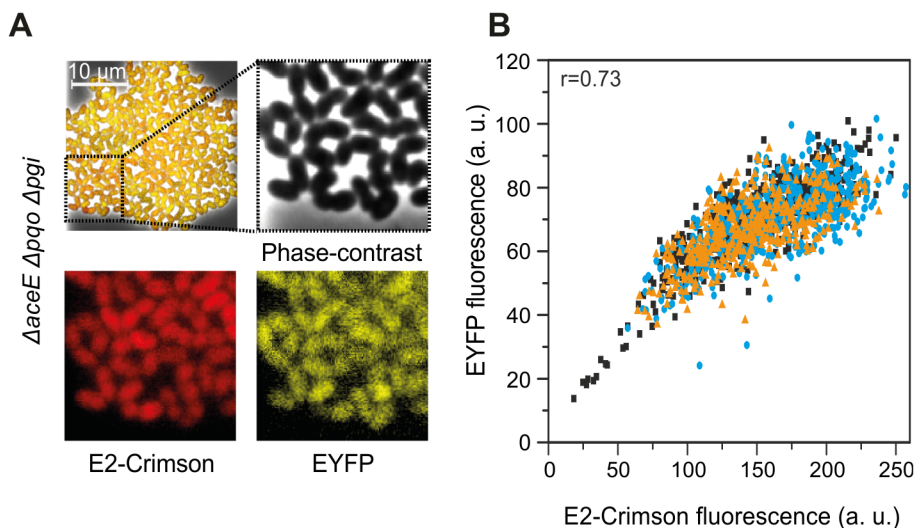 A
10 μm
ΔaceE Δpqo Δpgi
Phase-contrast
E2-Crimson
EYFP
B
r=0.73
EYFP fluorescence (a. u.)
120
100
80
60
40
20
0
0 50 100 150 200 250
E2-Crimson fluorescence (a. u.)